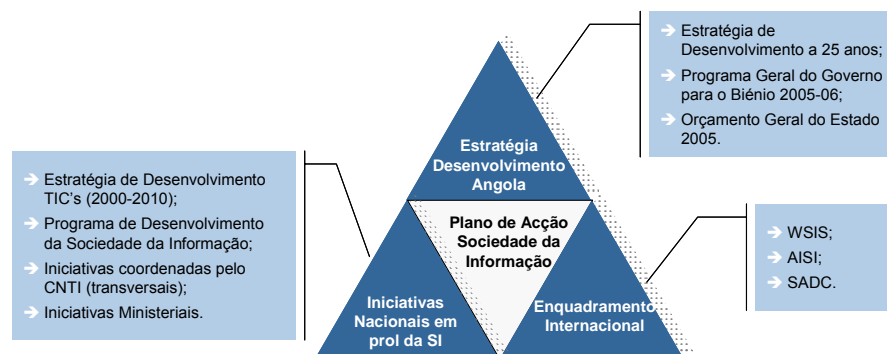 Estratégia de
Desenvolvimento a 25 anos;
Programa Geral do Governo
para o Biénio 2005-06;
Orçamento Geral do Estado
2005.
Estratégia
Desenvolvimento
Angola
Estratégia de Desenvolvimento
TIC's (2000-2010);
Programa de Desenvolvimento
da Sociedade da Informação;
Iniciativas coordenadas pelo
CNTI (transversais);
Iniciativas Ministeriais.
Plano de Acção
Sociedade da
Informação
WSIS;
AISI;
SADC.
Iniciativas
Nacionais em
prol da SI
Enquadramento
Internacional